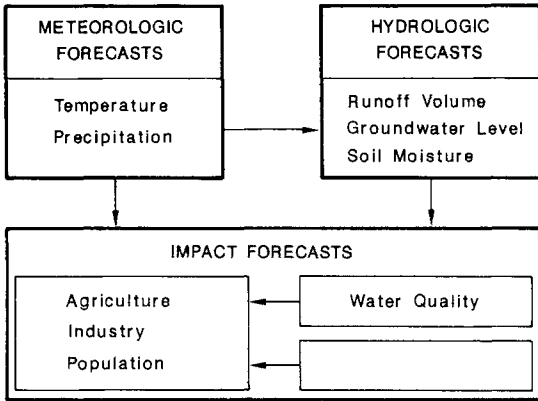 METEOROLOGIC
FORECASTS
Temperature
Precipitation
HYDROLOGIC
FORECASTS
Runoff Volume
Groundwater Level
Soil Moisture
IMPACT FORECASTS
Agriculture
Industry
Population
Water Quality